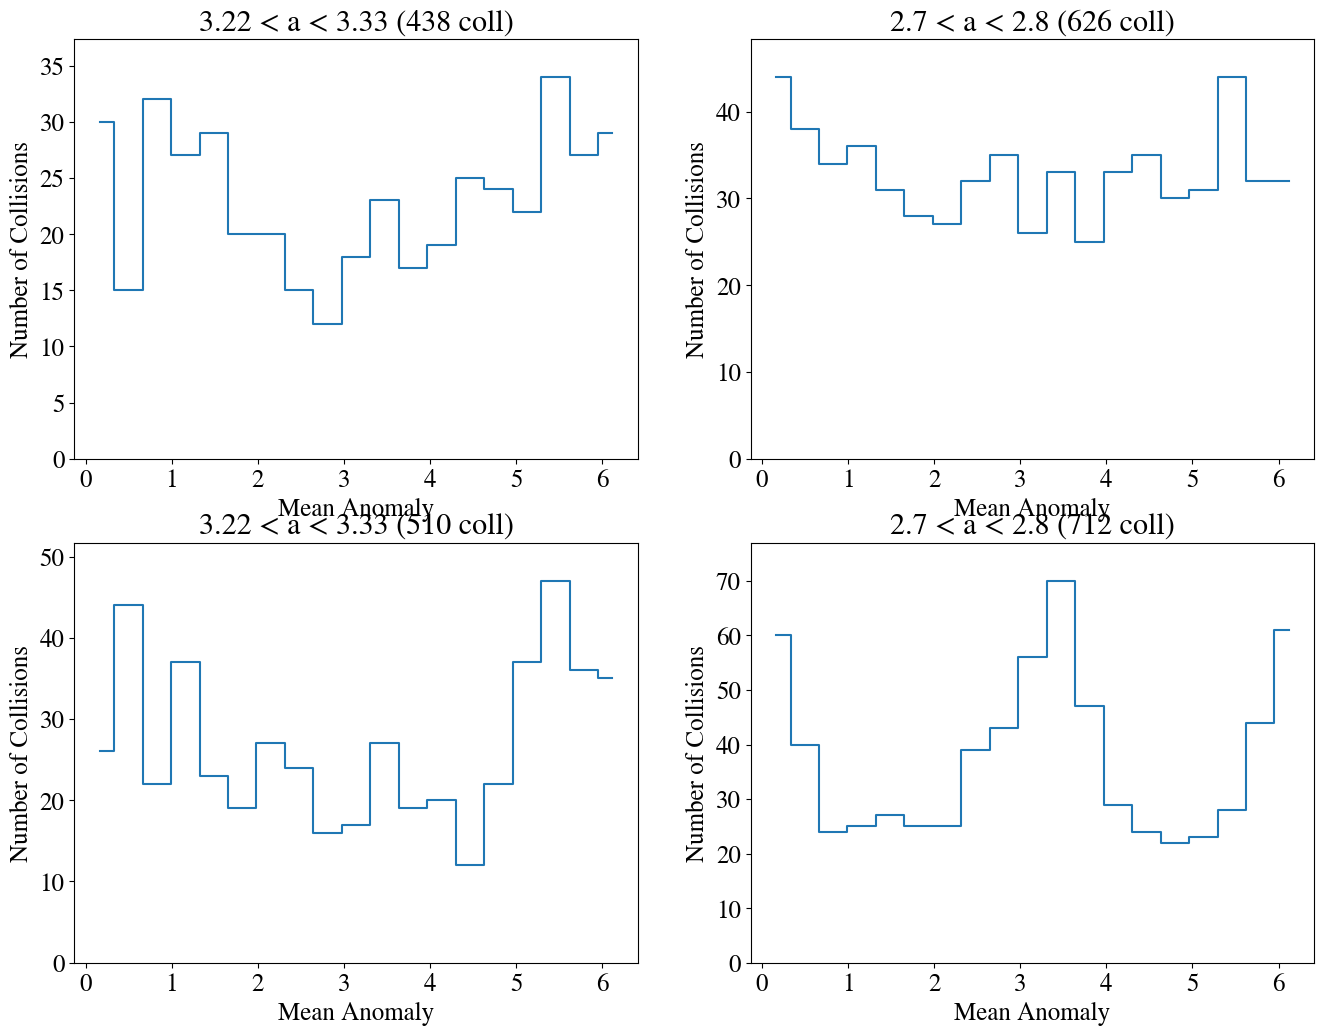 3.22 < a < 3.33 (438 coll)
Number of Collisions
35
30
25
20
15
10
5
0
0 1 2 3 4 5 6
Mean Anomaly
2.7 < a < 2.8 (626 coll)
Number of Collisions
40
30
20
10
0
0 1 2 3 4 5 6
Mean Anomaly
3.22 < a < 3.33 (510 coll)
Number of Collisions
50
40
30
20
10
0
0 1 2 3 4 5 6
Mean Anomaly
2.7 < a < 2.8 (712 coll)
Number of Collisions
70
60
50
40
30
20
10
0
0 1 2 3 4 5 6
Mean Anomaly